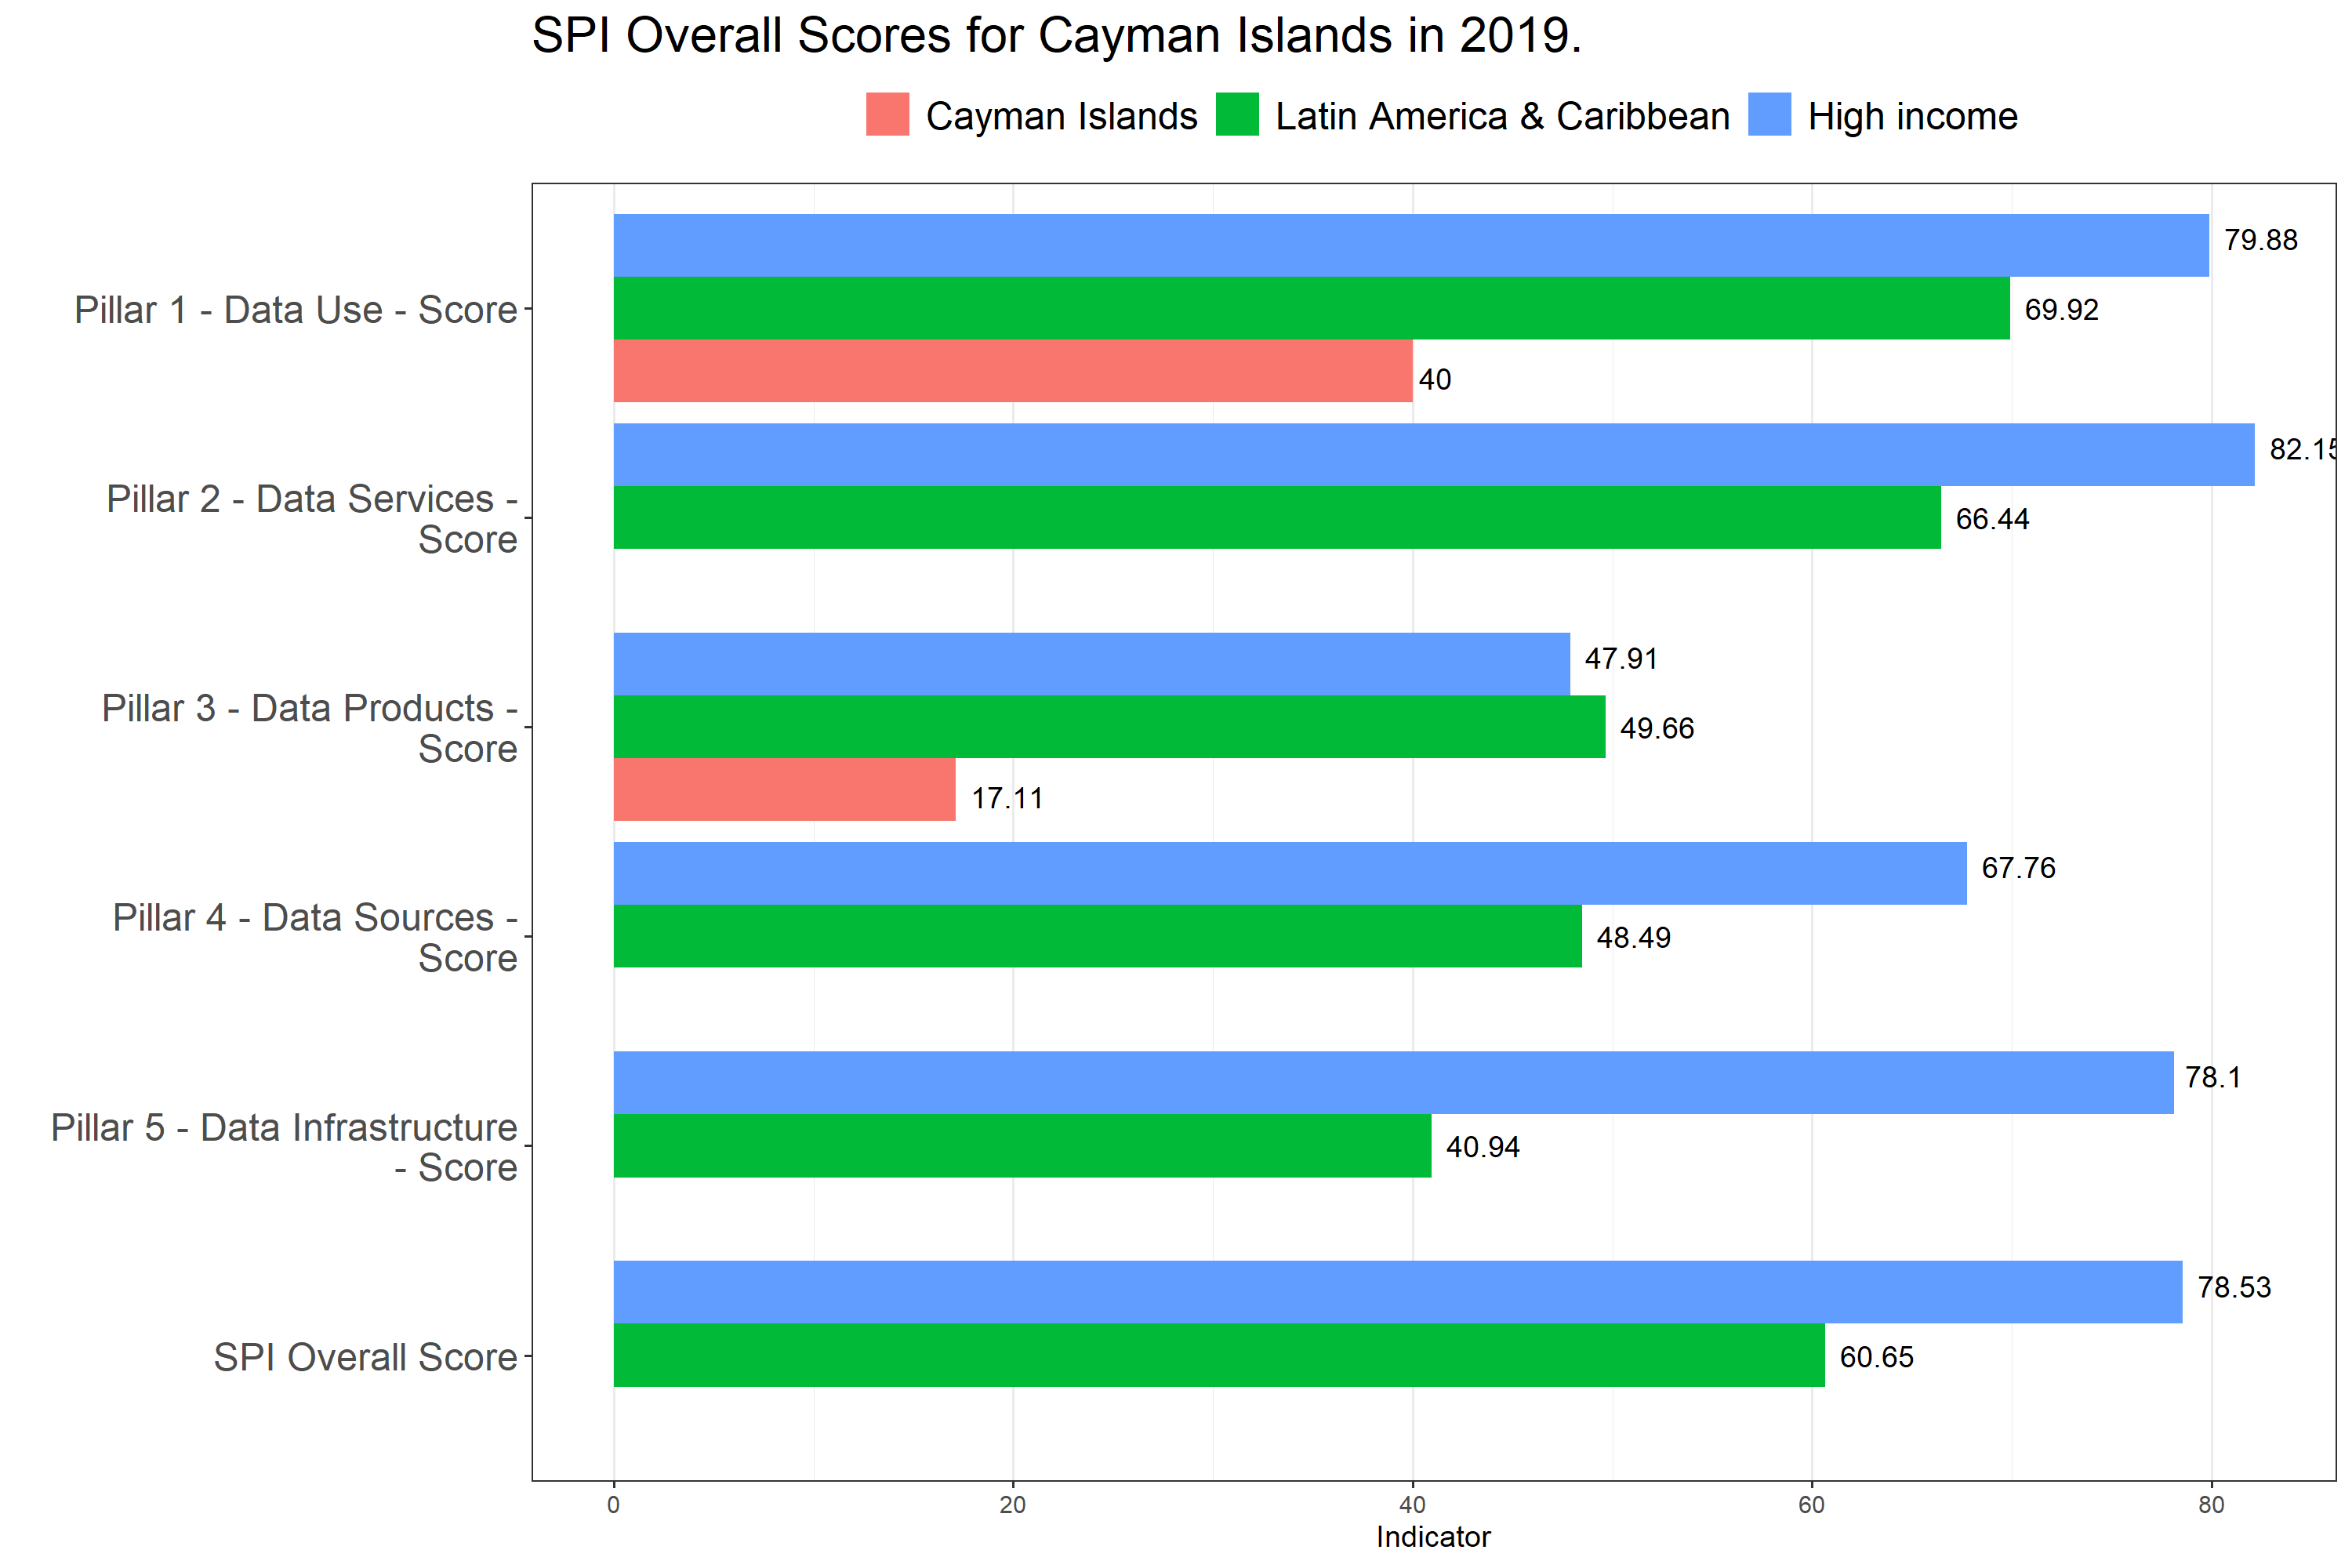 SPI Overall Scores for Cayman Islands in 2019.
Cayman Islands Latin America & Caribbean High income
79.88
Pillar 1 - Data Use - Score
69.92
40
82.15
Pillar 2 - Data Services -
Score
66.44
47.91
Pillar 3 - Data Products -
Score
49.66
17.11
67.76
Pillar 4 - Data Sources -
Score
48.49
78.1
Pillar 5 - Data Infrastructure
- Score
40.94
78.53
SPI Overall Score
60.65
0 20 40 60 80
Indicator